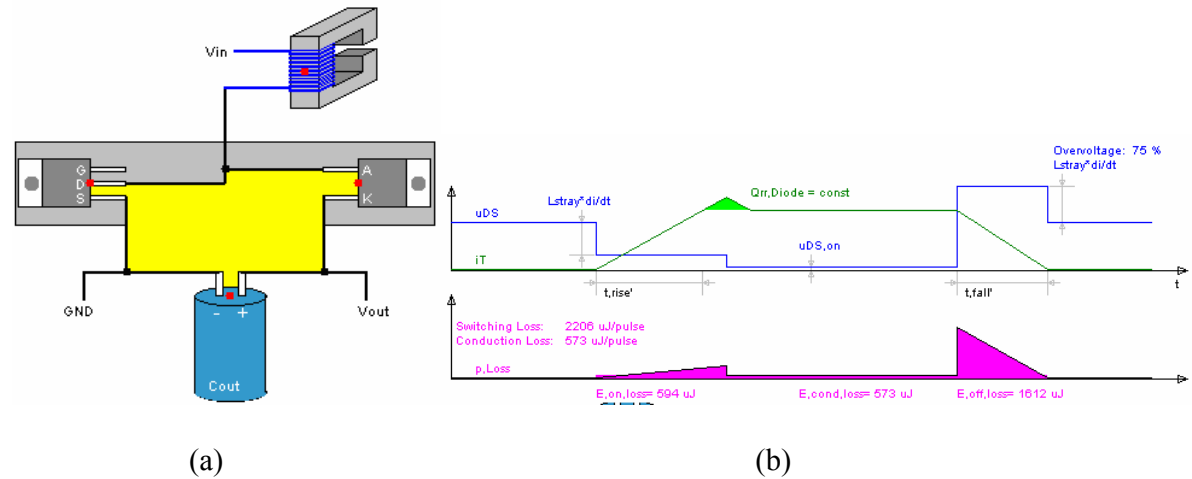 Vin
G
D
S
A
K
GND
Vout
- +
Cout
Overvoltage: 75 %
Lstray*di/dt
Qrr,Diode = const
Lstray*di/dt
uDS
uDS,on
iT
t
t,rise'
t,fall'
Switching Loss: 2206 uJ/pulse
Conduction Loss: 573 uJ/pulse
p,Loss
E,on,loss= 594 uJ
E,cond,loss= 573 uJ
E,off,loss= 1612 uJ
(a)
(b)